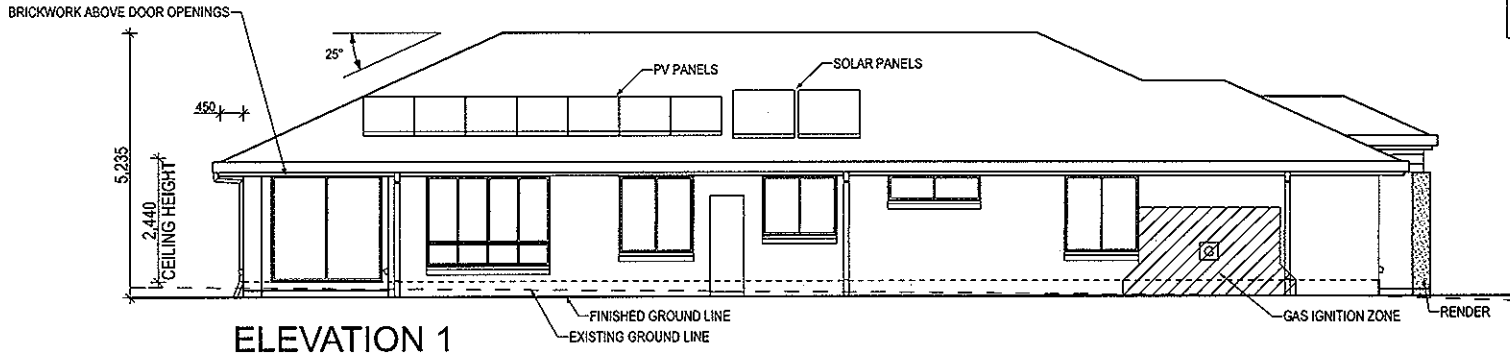 BRICKWORK ABOVE DOOR OPENINGS
25°
PV PANELS
SOLAR PANELS
450
5,235
2,440
CEILING HEIGHT
G
FINISHED GROUND LINE
EXISTING GROUND LINE
GAS IGNITION ZONE
RENDER
ELEVATION 1